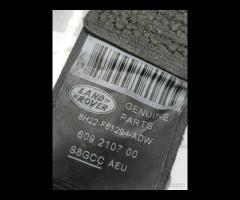 LAND
ROVER
GENUINE
PARTS
8H22-F61294-ADW
609 2107 00
S8GCC AEU